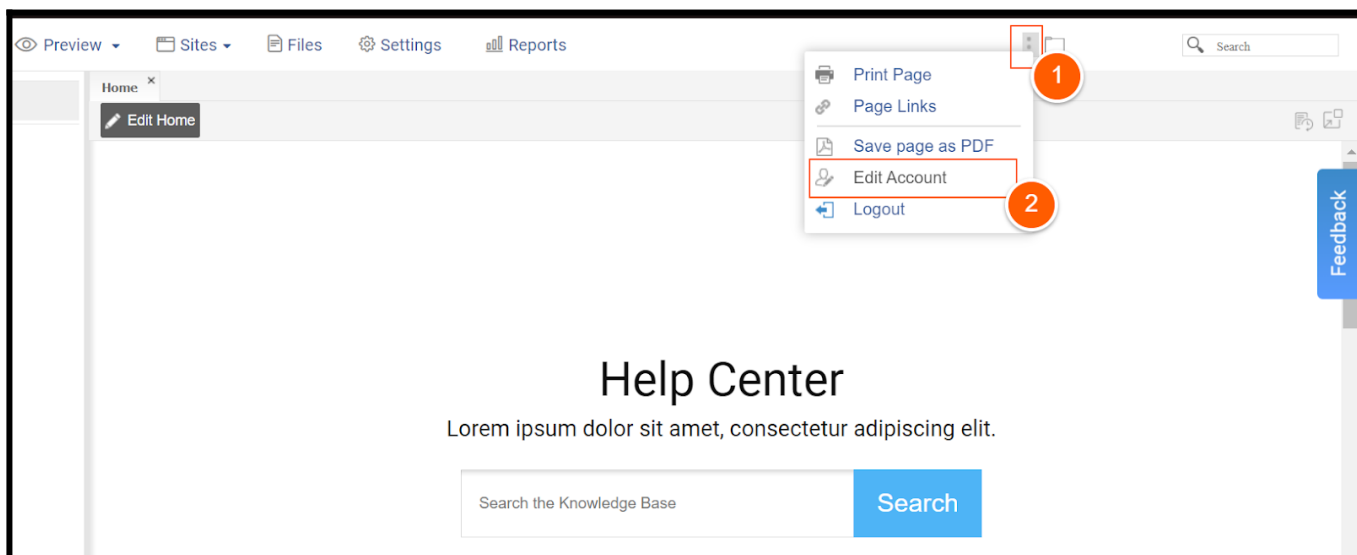 Preview Sites Files Settings Reports Search
1
Home
Edit Home
Print Page
Page Links
Save page as PDF
Edit Account
2
Logout
Feedback
Help Center
Lorem ipsum dolor sit amet, consectetur adipiscing elit.
Search the Knowledge Base Search